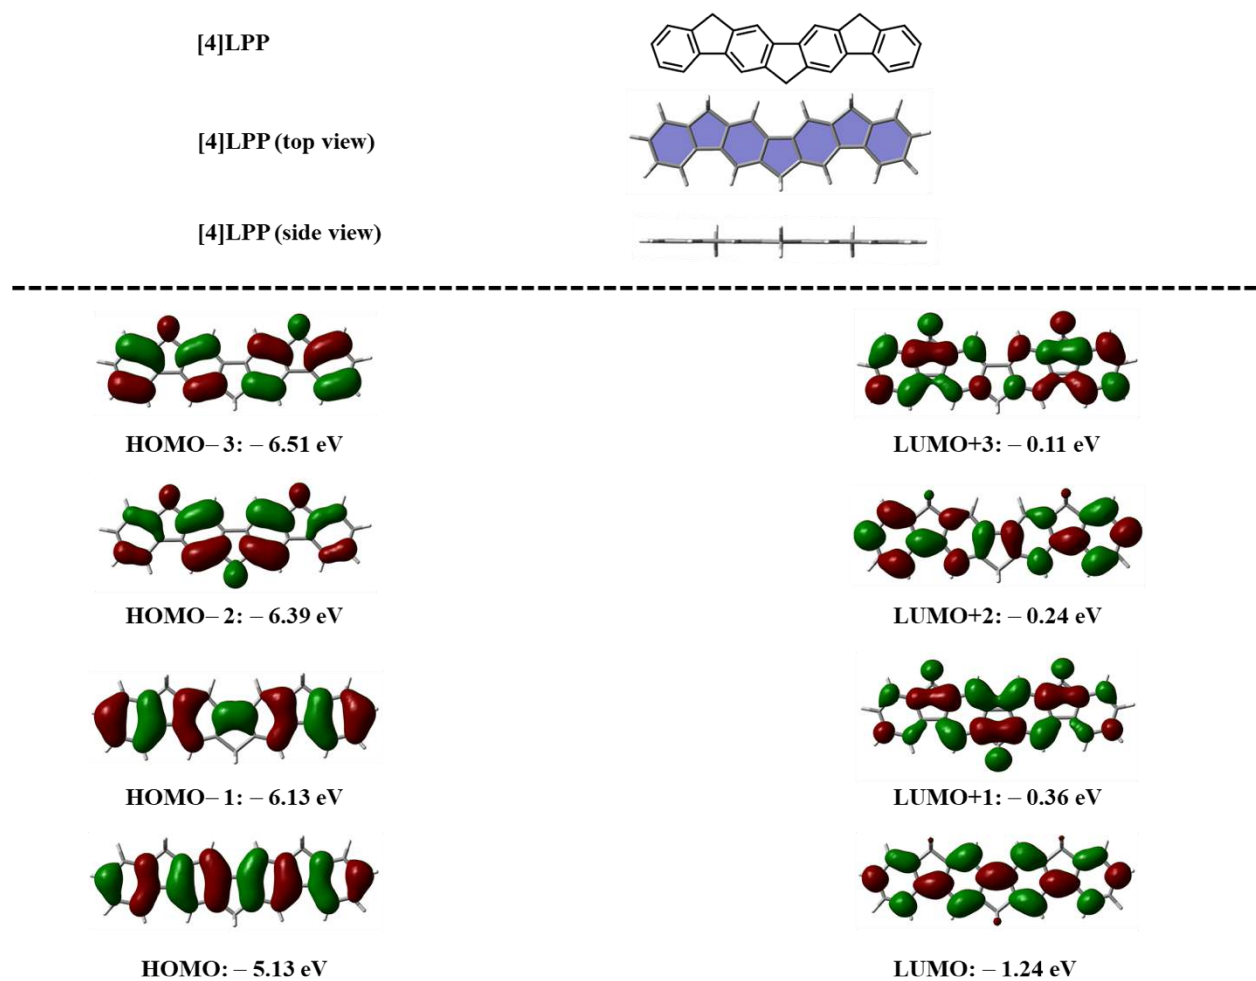 [4]LPP
[4]LPP (top view)
[4]LPP (side view)
HOMO– 3: – 6.51 eV
LUMO+3: – 0.11 eV
HOMO– 2: – 6.39 eV
LUMO+2: – 0.24 eV
HOMO– 1: – 6.13 eV
LUMO+1: – 0.36 eV
HOMO: – 5.13 eV
LUMO: – 1.24 eV